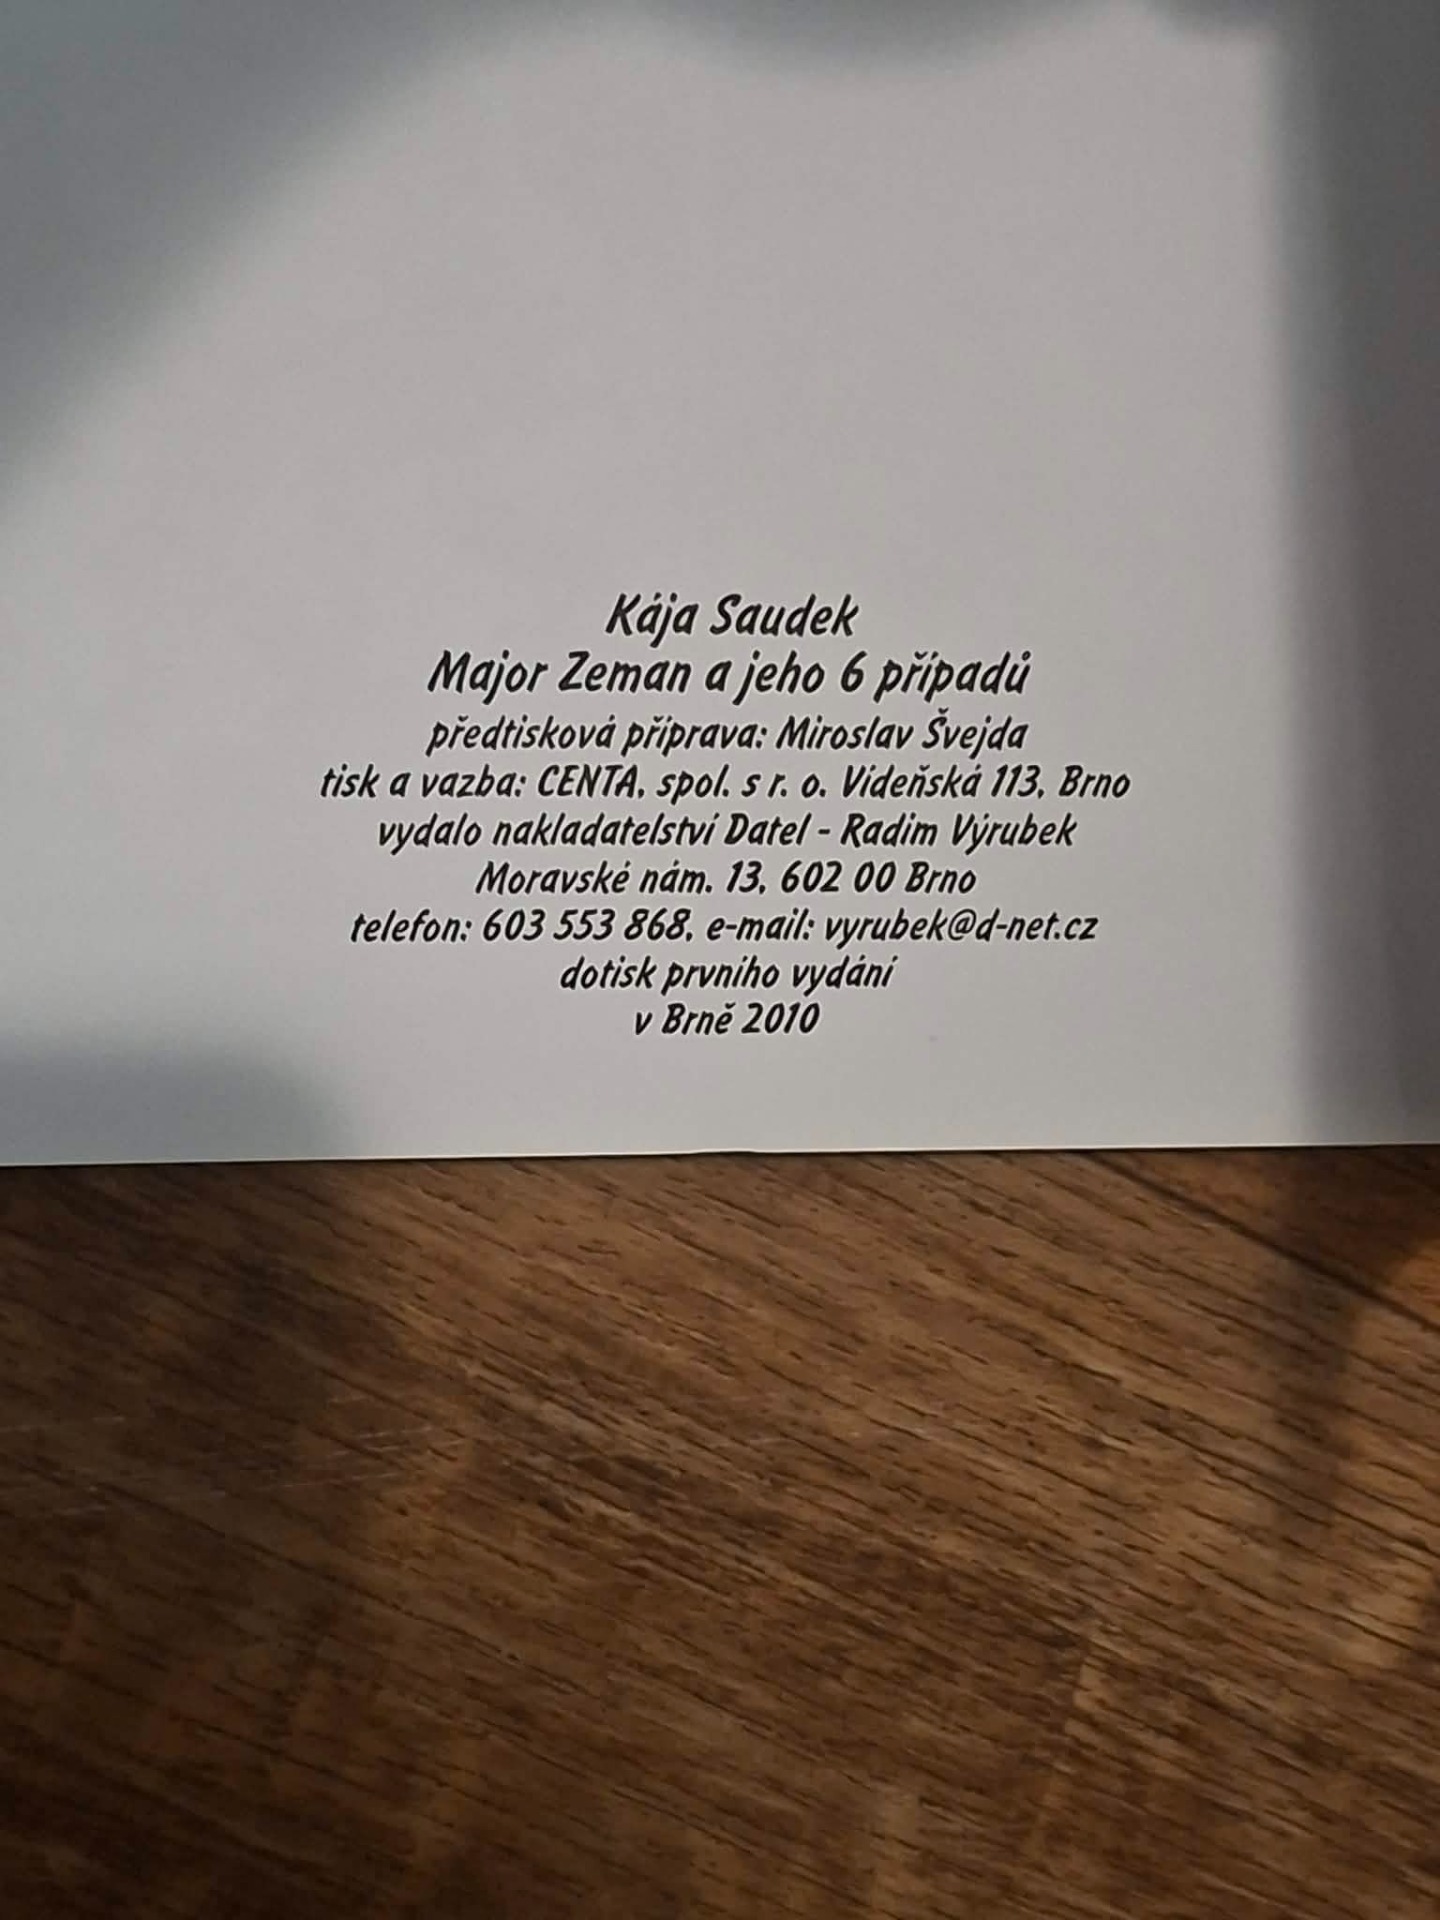 Kája Saudek
Major Zeman a jeho 6 případů
předtisková příprava: Miroslav Švejda
tisk a vazba: CENTA, spol. s r. o. Vídeňská 113, Brno
vydalo nakladatelství Datel - Radim Výrubek
Moravské nám. 13, 602 00 Brno
telefon: 603 553 868, e-mail: vyrubek@d-net.cz
dotisk prvního vydání
v Brně 2010